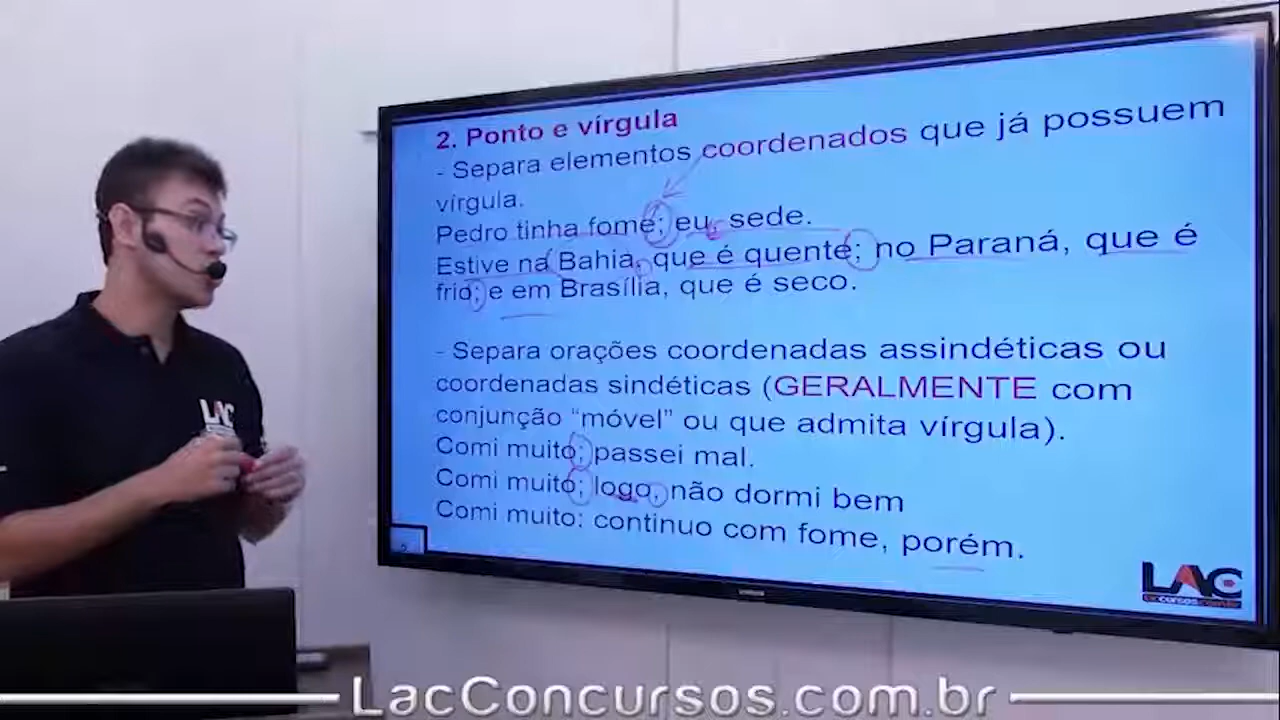 2. Ponto e vírgula
- Separa elementos coordenados que já possuem
vírgula.
Pedro tinha fome; eu, sede.
Estive na Bahia, que é quente; no Paraná, que é
frio; e em Brasília, que é seco.
- Separa orações coordenadas assindéticas ou
coordenadas sindéticas (GERALMENTE com
conjunção “móvel” ou que admita vírgula).
Comi muito; passei mal.
Comi muito; logo, não dormi bem
Comi muito: continuo com fome, porém.
LAC
LAC
LacConcursos.com.br